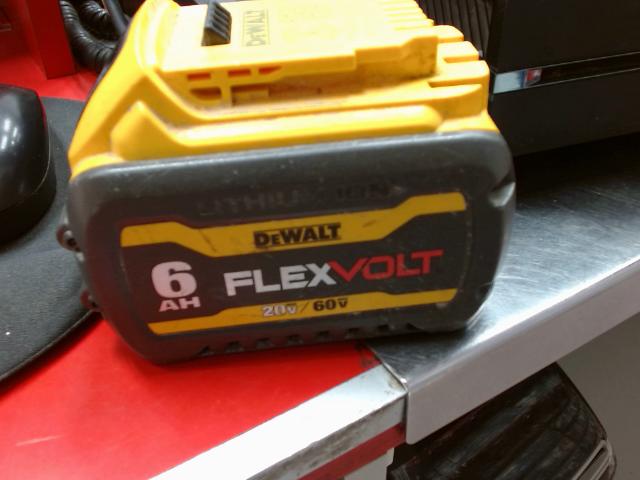 DEWALT
LITHIUM ION
DEWALT
6
AH
FLEXVOLT
20V/60V